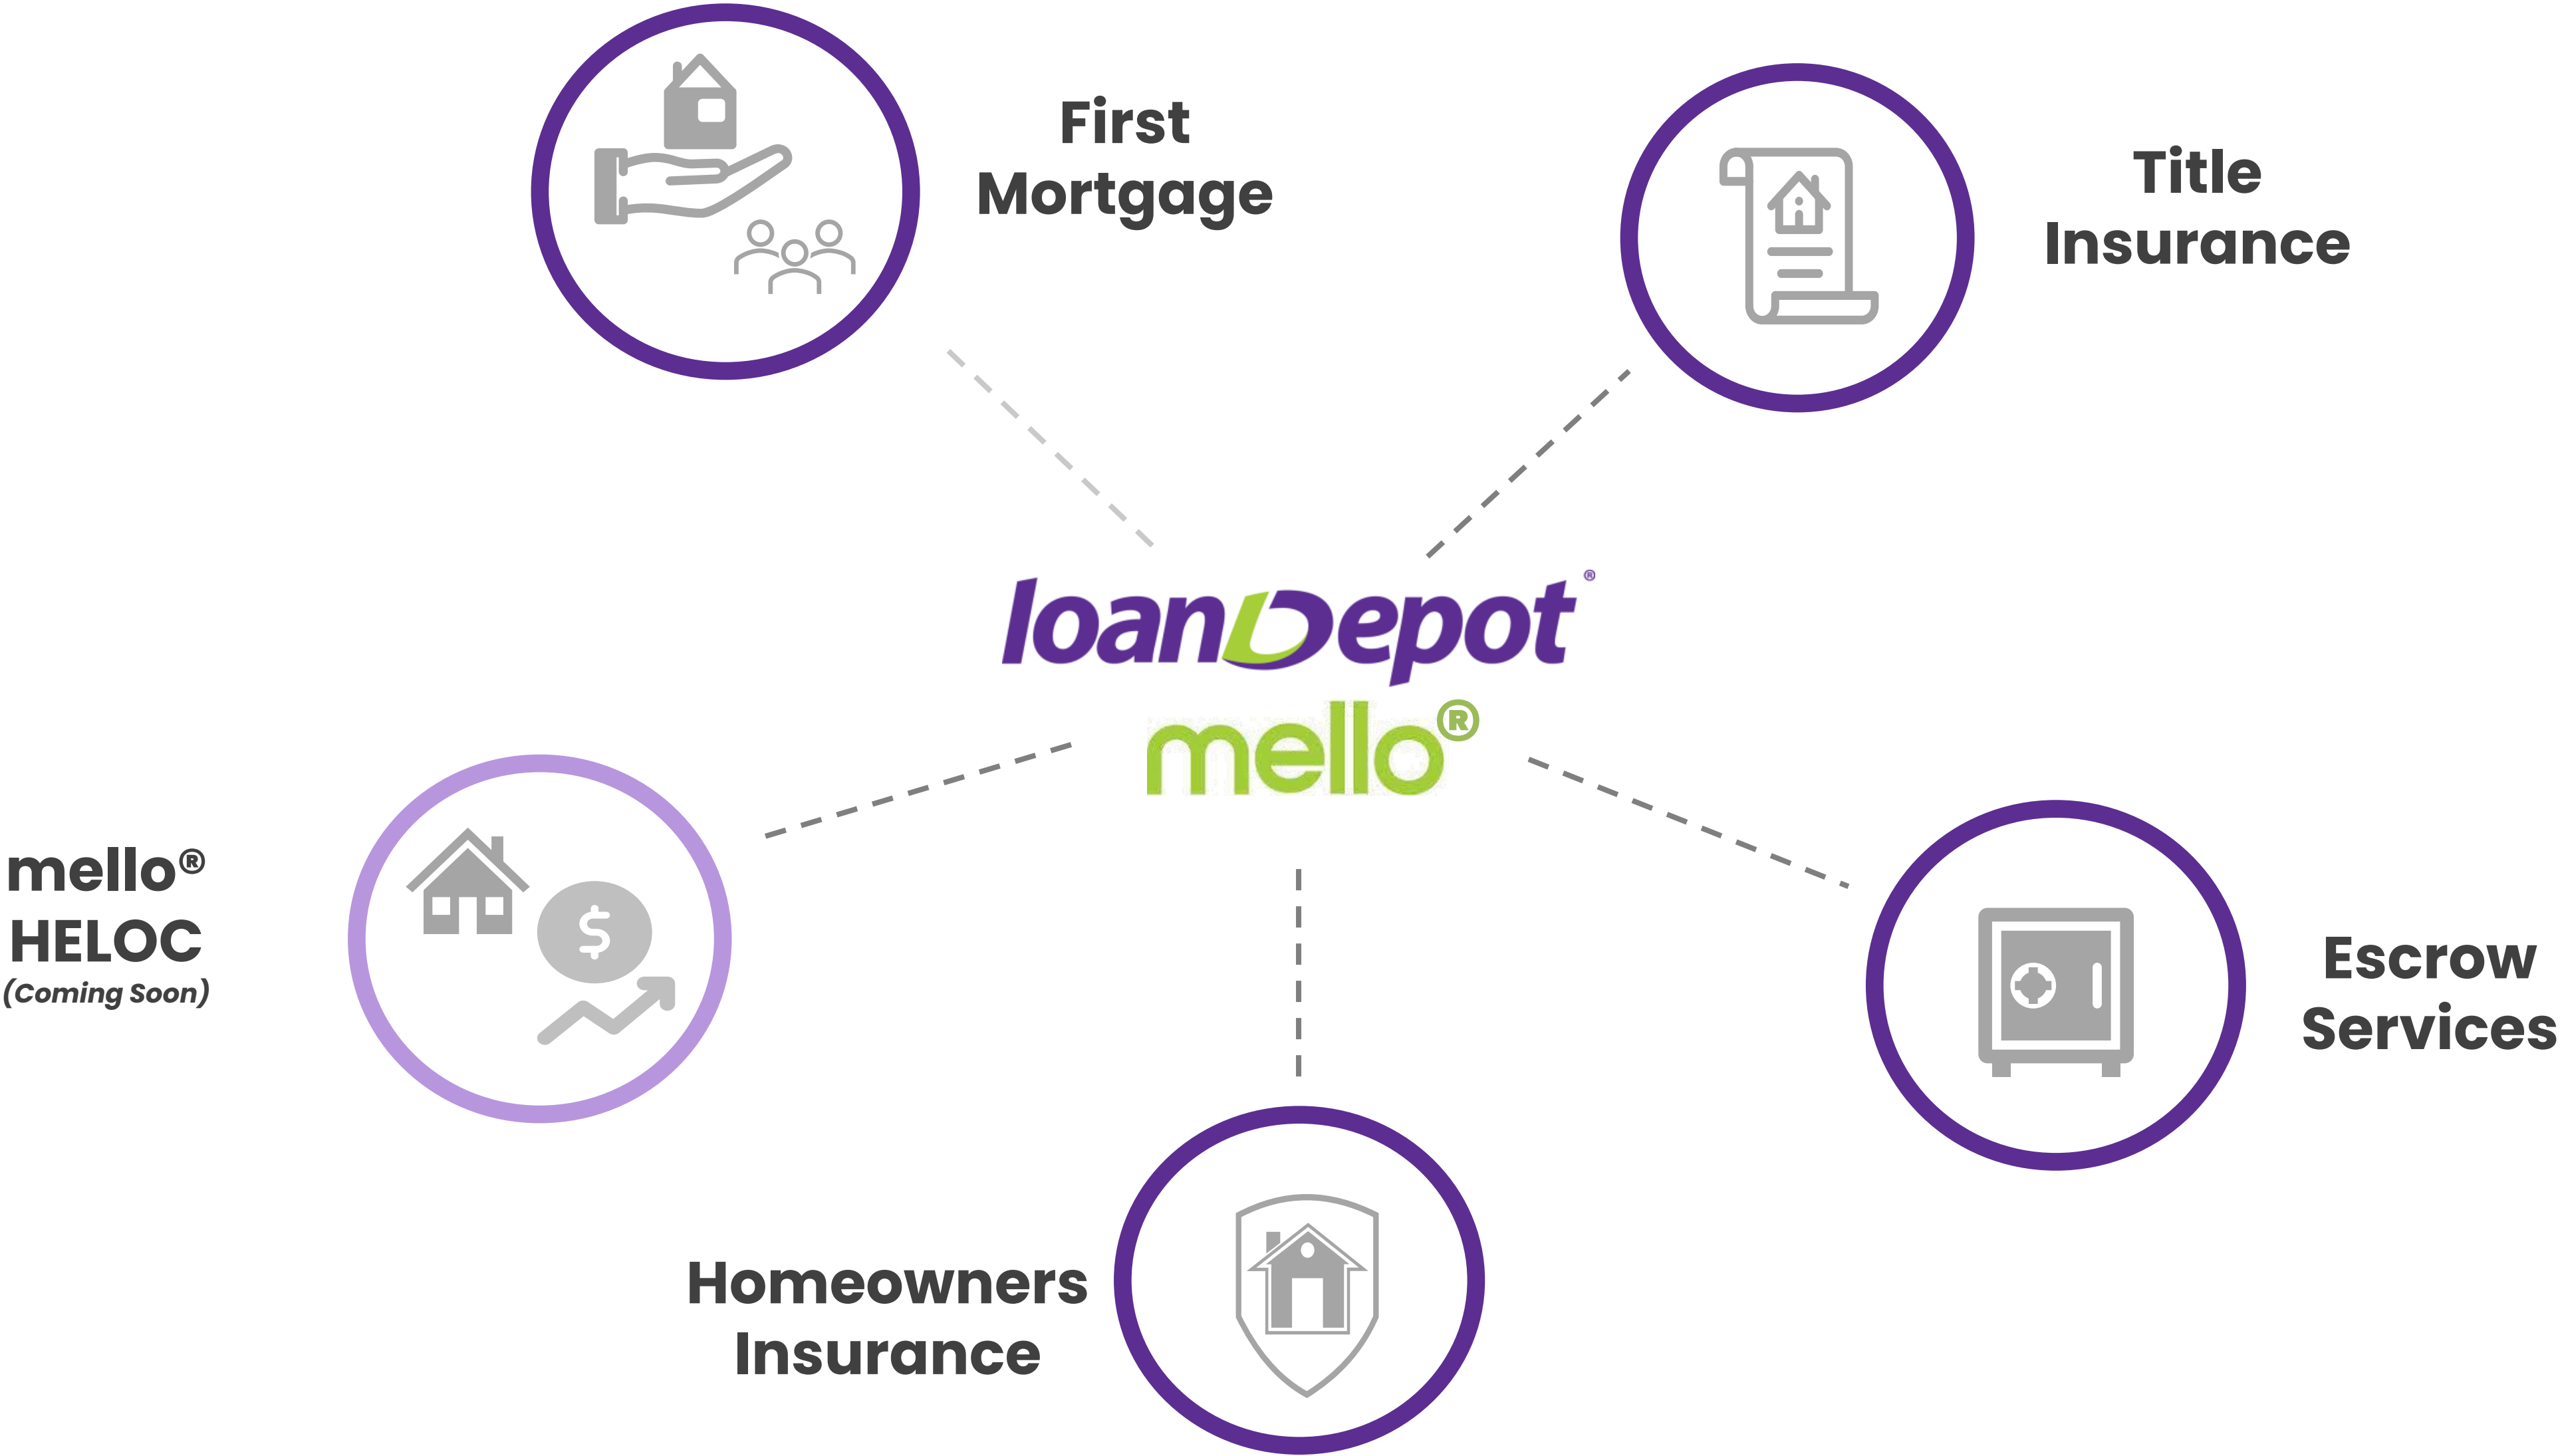 First
Mortgage
Title
Insurance
loanDepot®
mello®
mello®
HELOC
(Coming Soon)
$
Escrow
Services
Homeowners
Insurance